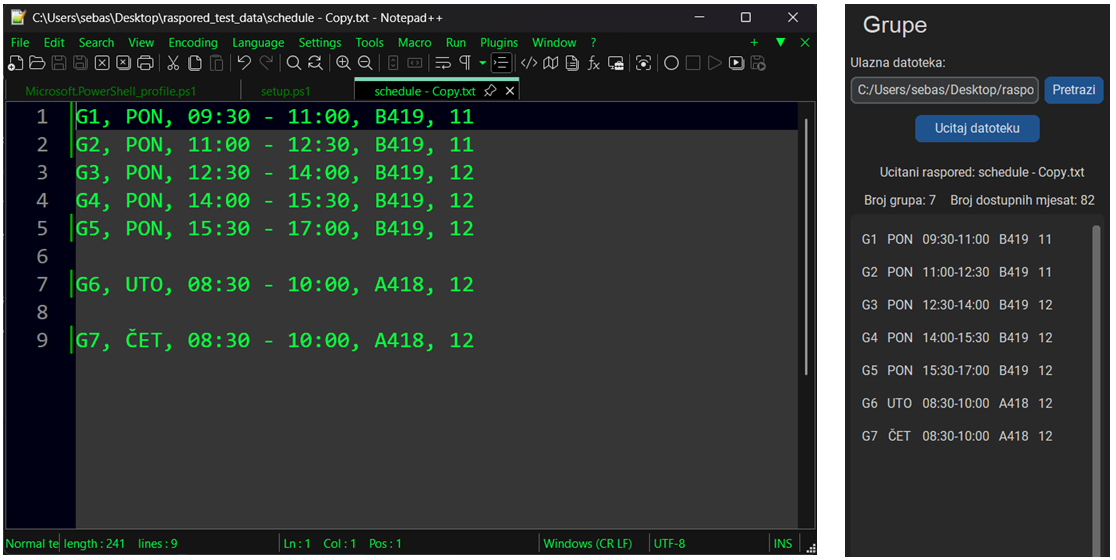 C:\Users\sebas\Desktop\raspored_test_data\schedule - Copy.txt - Notepad++
File Edit Search View Encoding Language Settings Tools Macro Run Plugins Window ? + ▼ X
Microsoft.PowerShell_profile.ps1 setup.ps1 schedule - Copy.txt
1 G1, PON, 09:30 - 11:00, B419, 11
2 G2, PON, 11:00 - 12:30, B419, 11
3 G3, PON, 12:30 - 14:00, B419, 12
4 G4, PON, 14:00 - 15:30, B419, 12
5 G5, PON, 15:30 - 17:00, B419, 12
6
7 G6, UTO, 08:30 - 10:00, A418, 12
8
9 G7, ČET, 08:30 - 10:00, A418, 12
Normal te length : 241 lines : 9 Ln : 1 Col : 1 Pos : 1 Windows (CR LF) UTF-8 INS
Grupe
Ulazna datoteka:
C:/Users/sebas/Desktop/raspo Pretrazi
Ucitaj datoteku
Ucitani raspored: schedule - Copy.txt
Broj grupa: 7 Broj dostupnih mjesat: 82
G1 PON 09:30-11:00 B419 11
G2 PON 11:00-12:30 B419 11
G3 PON 12:30-14:00 B419 12
G4 PON 14:00-15:30 B419 12
G5 PON 15:30-17:00 B419 12
G6 UTO 08:30-10:00 A418 12
G7 ČET 08:30-10:00 A418 12